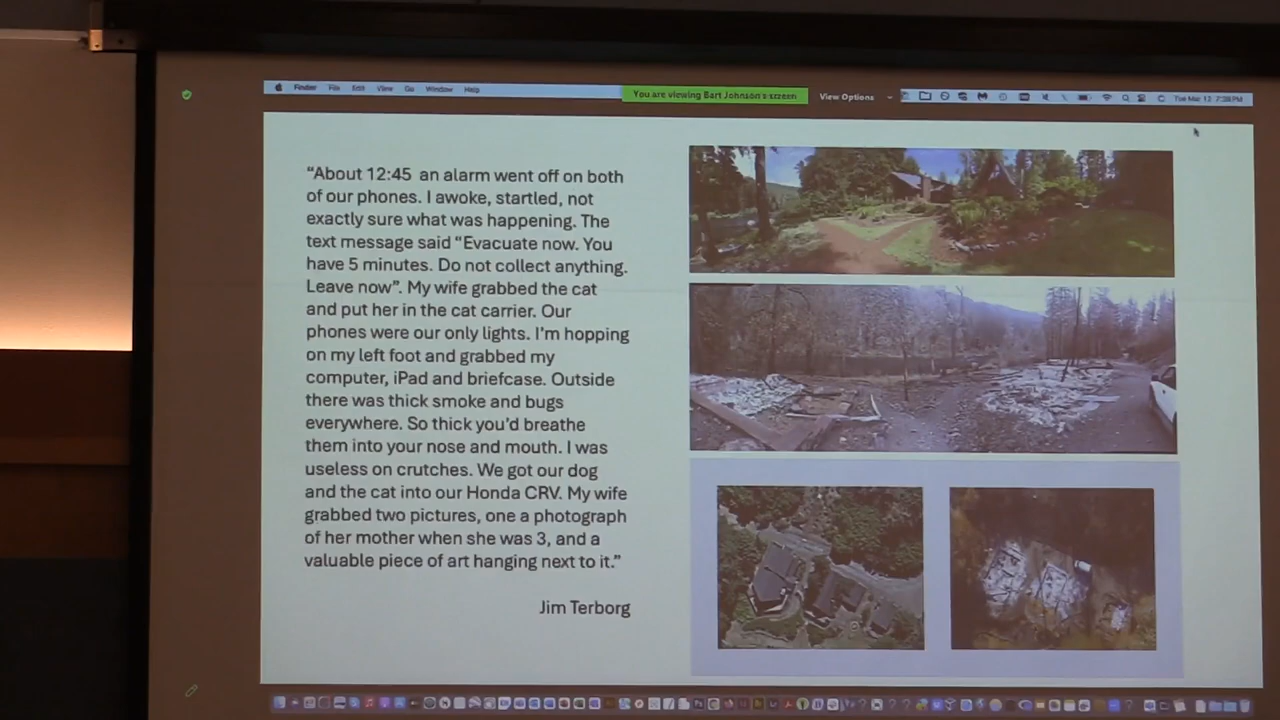 Finder File Edit View Go Window Help
You are viewing Bart Johnson's screen
View Options
Tue Mar 12 7:38 PM
“About 12:45 an alarm went off on both
of our phones. I awoke, startled, not
exactly sure what was happening. The
text message said “Evacuate now. You
have 5 minutes. Do not collect anything.
Leave now”. My wife grabbed the cat
and put her in the cat carrier. Our
phones were our only lights. I'm hopping
on my left foot and grabbed my
computer, iPad and briefcase. Outside
there was thick smoke and bugs
everywhere. So thick you'd breathe
them into your nose and mouth. I was
useless on crutches. We got our dog
and the cat into our Honda CRV. My wife
grabbed two pictures, one a photograph
of her mother when she was 3, and a
valuable piece of art hanging next to it.”
Jim Terborg